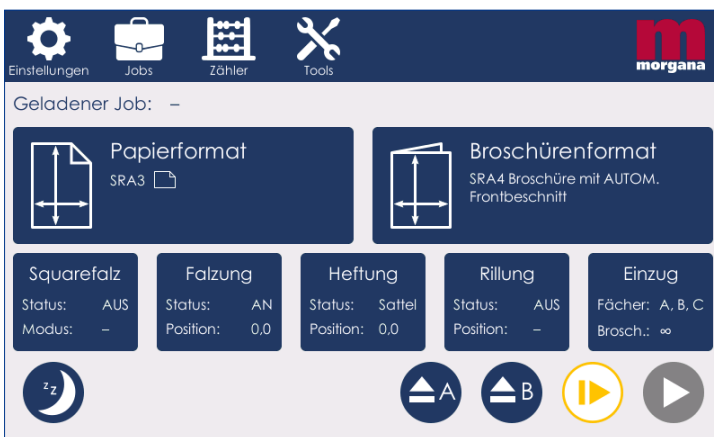 Einstellungen Jobs Zähler Tools
m
morgana
Geladener Job: –
Papierformat
SRA3
Broschürenformat
SRA4 Broschüre mit AUTOM.
Frontbeschnitt
Squarefalz
Status: AUS
Modus: –
Falzung
Status: AN
Position: 0,0
Heftung
Status: Sattel
Position: 0,0
Rillung
Status: AUS
Position: –
Einzug
Fächer: A, B, C
Brosch.: ∞
z z
A
B